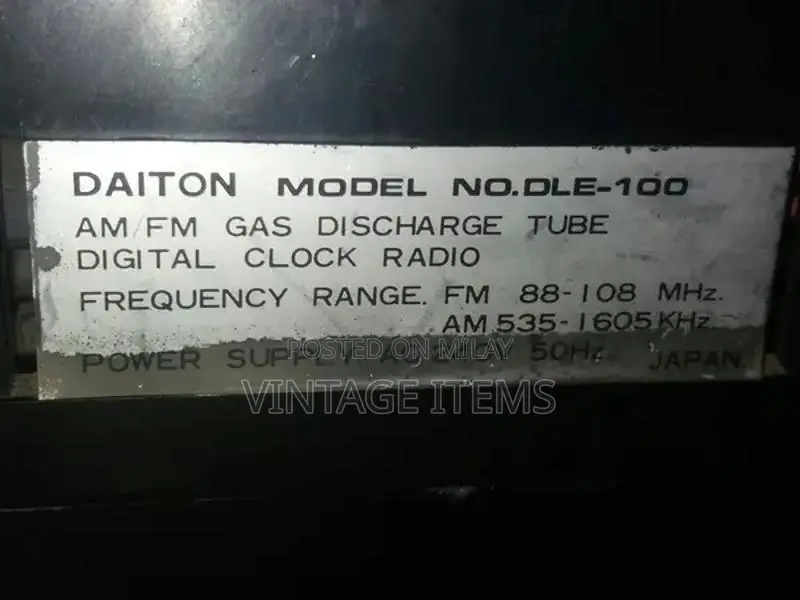 DAITON MODEL NO.DLE-100
AM/FM GAS DISCHARGE TUBE
DIGITAL CLOCK RADIO
FREQUENCY RANGE. FM 88-108 MHz.
AM 535-1605 KHz
POWER SUPPLY 50Hz JAPAN
POSTED ON MILAY
VINTAGE ITEMS